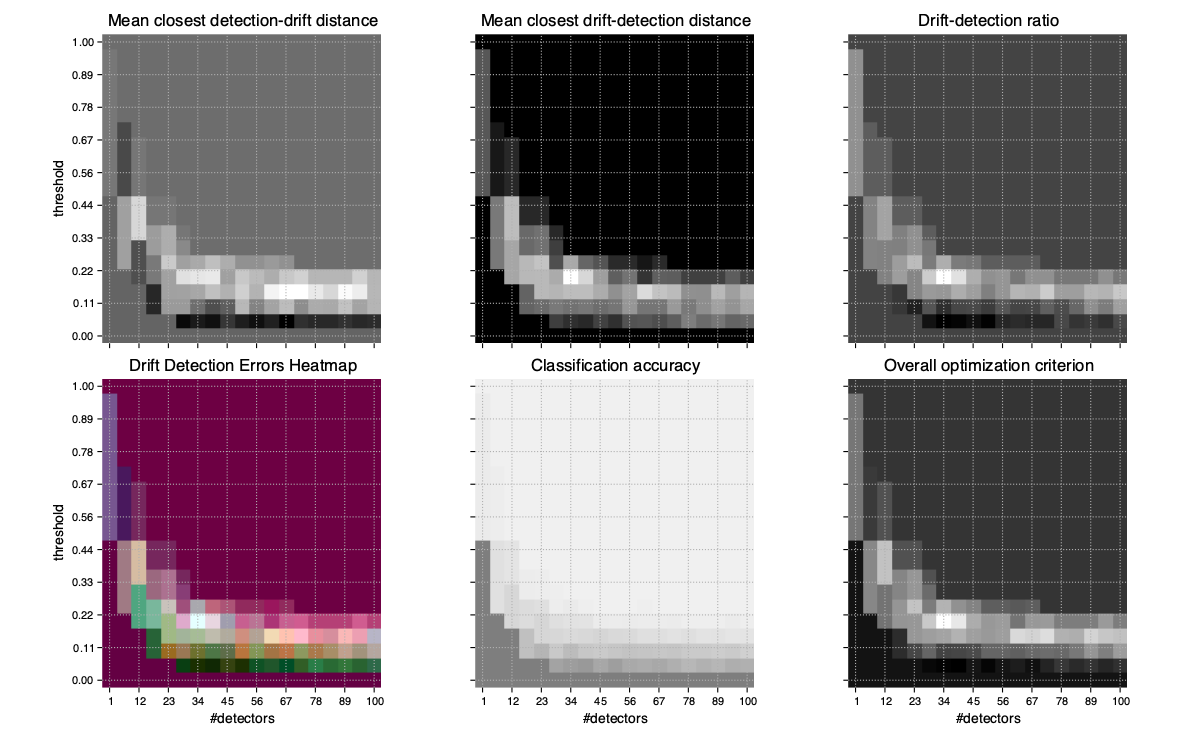 Mean closest detection-drift distance
Mean closest drift-detection distance
Drift-detection ratio
threshold
1.00
0.89
0.78
0.67
0.56
0.44
0.33
0.22
0.11
0.00
Drift Detection Errors Heatmap
Classification accuracy
Overall optimization criterion
threshold
1.00
0.89
0.78
0.67
0.56
0.44
0.33
0.22
0.11
0.00
1 12 23 34 45 56 67 78 89 100
#detectors
1 12 23 34 45 56 67 78 89 100
#detectors
1 12 23 34 45 56 67 78 89 100
#detectors